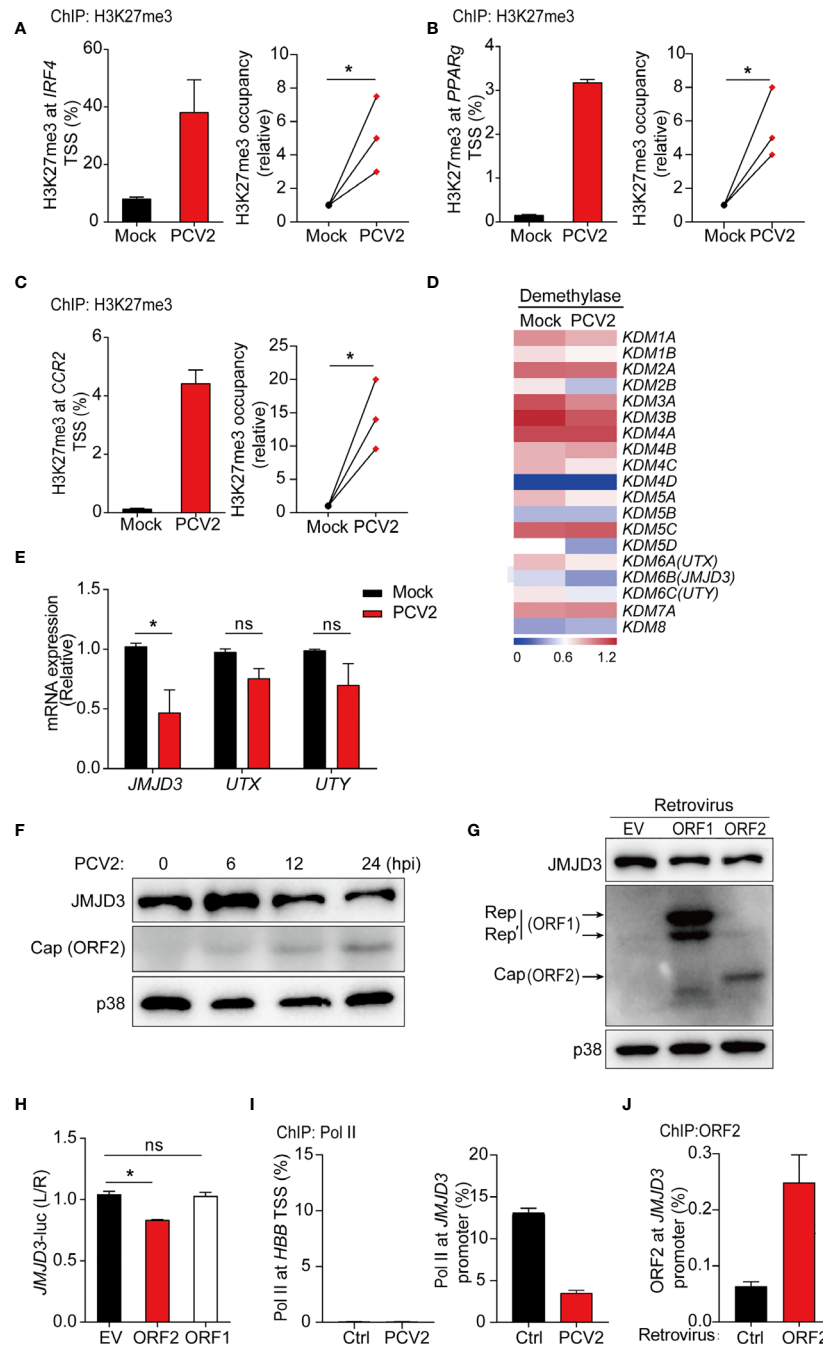 A
ChIP: H3K27me3
H3K27me3 at IRF4
TSS (%)
60
40
20
0
Mock PCV2
H3K27me3 occupancy
(relative)
10
8
6
4
2
0
*
Mock PCV2
B
ChIP: H3K27me3
H3K27me3 at PPARg
TSS (%)
4
3
2
1
0
Mock PCV2
H3K27me3 occupancy
(relative)
10
8
6
4
2
0
*
Mock PCV2
C
ChIP: H3K27me3
H3K27me3 at CCR2
TSS (%)
6
4
2
0
Mock PCV2
H3K27me3 occupancy
(relative)
25
20
15
10
5
0
*
Mock PCV2
D
Demethylase
Mock PCV2
KDM1A
KDM1B
KDM2A
KDM2B
KDM3A
KDM3B
KDM4A
KDM4B
KDM4C
KDM4D
KDM5A
KDM5B
KDM5C
KDM5D
KDM6A(UTX)
KDM6B(JMJD3)
KDM6C(UTY)
KDM7A
KDM8
0 0.6 1.2
E
mRNA expression
(Relative)
1.5
1.0
0.5
0.0
* ns ns
Mock
PCV2
JMJD3 UTX UTY
F
PCV2: 0 6 12 24 (hpi)
JMJD3
Cap (ORF2)
p38
G
Retrovirus
EV ORF1 ORF2
JMJD3
Rep
Rep'
(ORF1)
Cap(ORF2)
p38
H
JMJD3-luc (L/R)
1.5
1.0
0.5
0.0
ns
*
EV ORF2 ORF1
I
ChIP: Pol II
Pol II at HBB TSS (%)
15
10
5
0
Ctrl PCV2
Pol II at JMJD3
promoter (%)
20
15
10
5
0
Ctrl PCV2
J
ChIP:ORF2
ORF2 at JMJD3
promoter (%)
0.3
0.2
0.1
0.0
Retrovirus: Ctrl ORF2